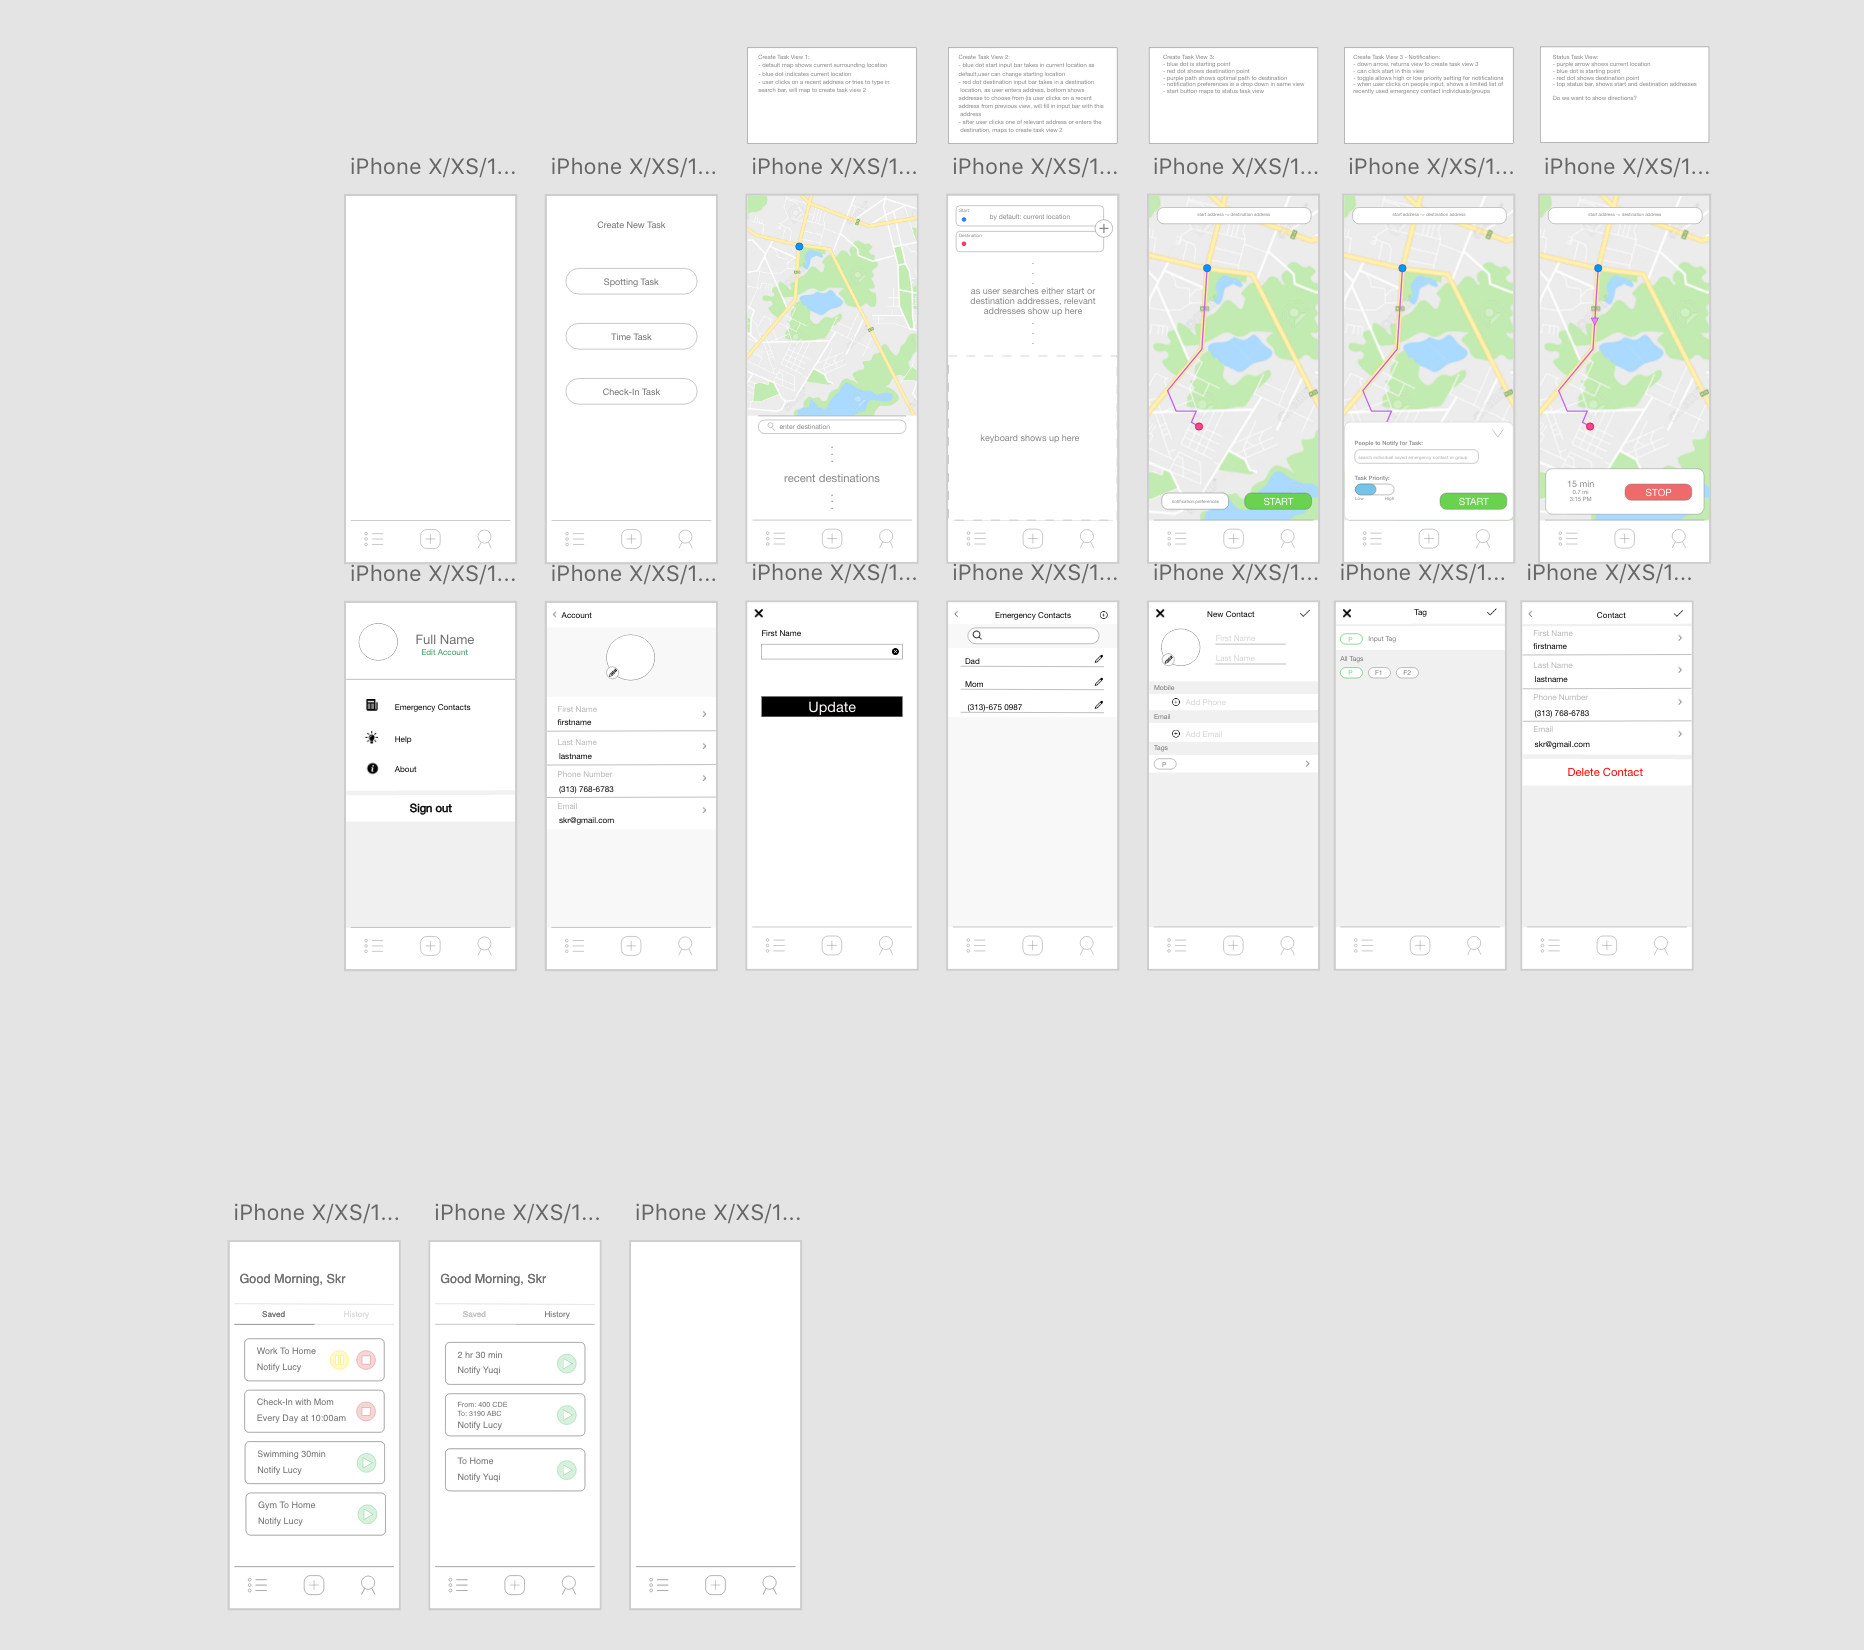 Create Task View 1:
- default map shows current surrounding location
- blue dot indicates current location
- user clicks on a recent address or tries to type in
search bar, will map to create task view 2
Create Task View 2:
- blue dot start input bar takes in current location as
default,user can change starting location
- red dot destination input bar takes in a destination
location, as user enters address, bottom shows
addresse to choose from (is user clicks on a recent
address from previous view, will fill in input bar with this
address
- after user clicks one of relevant address or enters the
destination, maps to create task view 2
Create Task View 3:
- blue dot is starting point
- red dot shows destination point
- purple path shows optimal path to destination
- notification preferences is a drop down in same view
- start button maps to status task view
Create Task View 3 - Notification:
- down arrow, returns view to create task view 3
- can click start in this view
- toggle allows high or low priority setting for notifications
- when user clicks on people input, shows a limited list of
recently used emergency contact individuals/groups
Status Task View:
- purple arrow shows current location
- blue dot is starting point
- red dot shows destination point
- top status bar, shows start and destination addresses
Do we want to show directions?
iPhone X/XS/1...
iPhone X/XS/1...
iPhone X/XS/1...
iPhone X/XS/1...
iPhone X/XS/1...
iPhone X/XS/1...
iPhone X/XS/1...
Create New Task
Spotting Task
Time Task
Check-In Task
enter destination
recent destinations
Start
by default: current location
Destination
as user searches either start or
destination addresses, relevant
addresses show up here
keyboard shows up here
start address -> destination address
notification preferences
START
start address -> destination address
People to Notify for Task:
search individual saved emergency contact or group
Task Priority:
Low
High
START
start address -> destination address
15 min
0.7 mi
3:15 PM
STOP
iPhone X/XS/1...
iPhone X/XS/1...
iPhone X/XS/1...
iPhone X/XS/1...
iPhone X/XS/1...
iPhone X/XS/1...
iPhone X/XS/1...
Full Name
Edit Account
Emergency Contacts
Help
About
Sign out
Account
First Name
firstname
Last Name
lastname
Phone Number
(313) 768-6783
Email
skr@gmail.com
First Name
Update
Emergency Contacts
Dad
Mom
(313)-675 0987
New Contact
First Name
Last Name
Mobile
Add Phone
Email
Add Email
Tags
P
Tag
P
Input Tag
All Tags
P
F1
F2
Contact
First Name
firstname
Last Name
lastname
Phone Number
(313) 768-6783
Email
skr@gmail.com
Delete Contact
iPhone X/XS/1...
iPhone X/XS/1...
iPhone X/XS/1...
Good Morning, Skr
Saved
History
Work To Home
Notify Lucy
Check-In with Mom
Every Day at 10:00am
Swimming 30min
Notify Lucy
Gym To Home
Notify Lucy
Good Morning, Skr
Saved
History
2 hr 30 min
Notify Yuqi
From: 400 CDE
To: 3190 ABC
Notify Lucy
To Home
Notify Yuqi